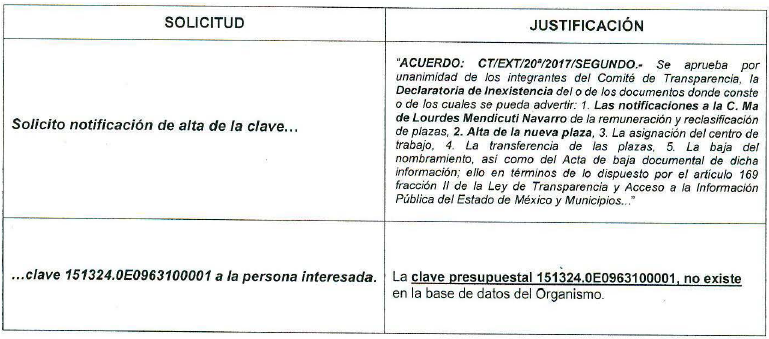 SOLICITUD
JUSTIFICACIÓN
Solicito notificación de alta de la clave...
"ACUERDO: CT/EXT/20ª/2017/SEGUNDO.- Se aprueba por
unanimidad de los integrantes del Comité de Transparencia, la
Declaratoria de Inexistencia del o de los documentos donde conste
o de los cuales se pueda advertir: 1. Las notificaciones a la C. Ma
de Lourdes Mendicuti Navarro de la remuneración y reclasificación
de plazas, 2. Alta de la nueva plaza, 3. La asignación del centro de
trabajo, 4. La transferencia de las plazas, 5. La baja del
nombramiento, así como del Acta de baja documental de dicha
información; ello en términos de lo dispuesto por el artículo 169
fracción II de la Ley de Transparencia y Acceso a la Información
Pública del Estado de México y Municipios..."
...clave 151324.0E0963100001 a la persona interesada.
La clave presupuestal 151324.0E0963100001, no existe
en la base de datos del Organismo.